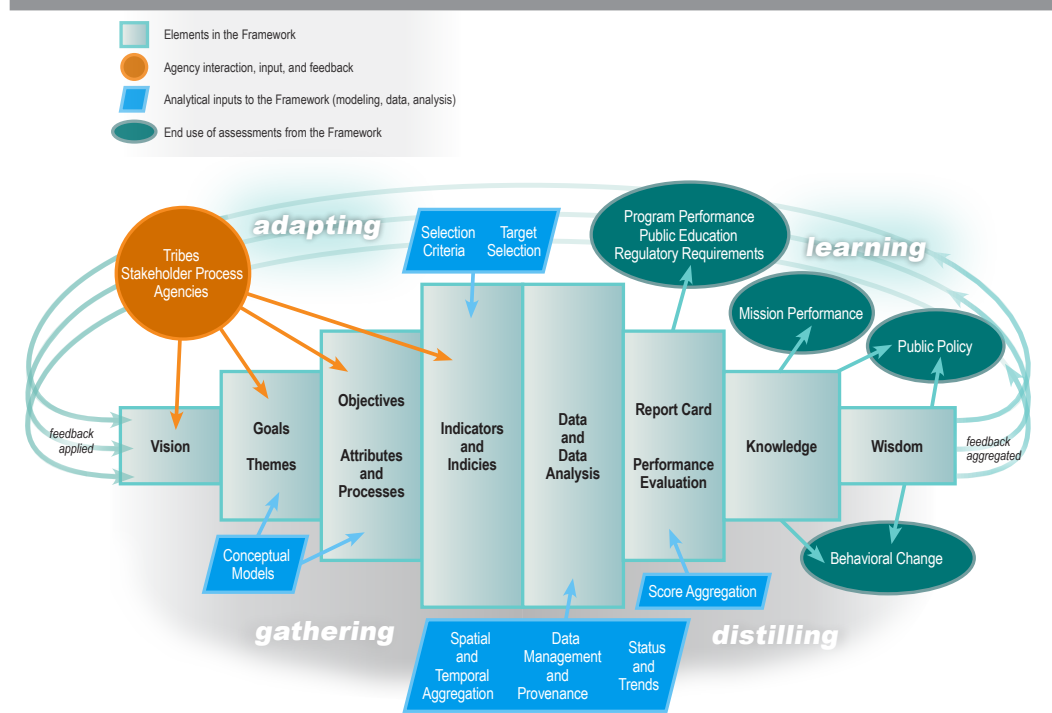 Elements in the Framework
Agency interaction, input, and feedback
Analytical inputs to the Framework (modeling, data, analysis)
End use of assessments from the Framework
adapting
learning
Tribes
Stakeholder Process
Agencies
Selection
Criteria
Target
Selection
Program Performance
Public Education
Regulatory Requirements
Mission Performance
Public Policy
feedback
applied
Vision
Goals
Themes
Objectives
Attributes
and
Processes
Indicators
and
Indicies
Data
and
Data
Analysis
Report Card
Performance
Evaluation
Knowledge
Wisdom
feedback
aggregated
Conceptual
Models
Score Aggregation
Behavioral Change
gathering
distilling
Spatial
and
Temporal
Aggregation
Data
Management
and
Provenance
Status
and
Trends